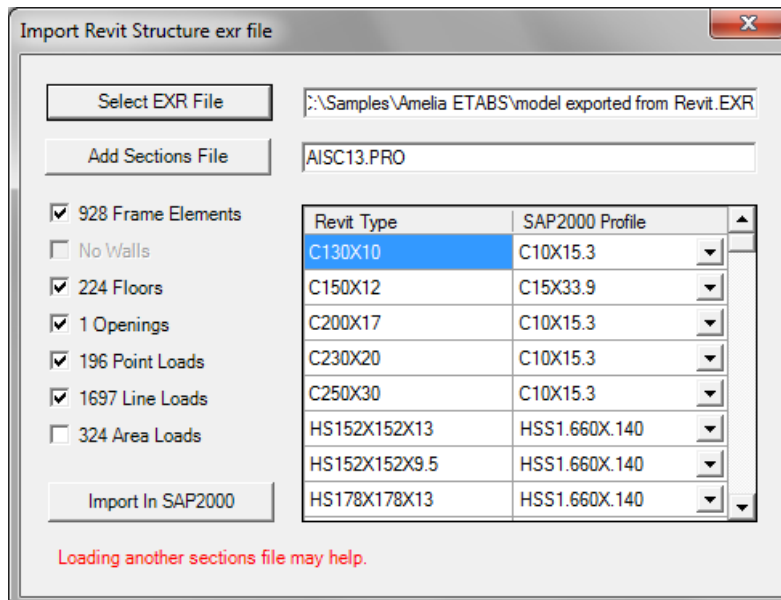 Import Revit Structure exr file
Select EXR File
C:\Samples\Amelia ETABS\model exported from Revit.EXR
Add Sections File
AISC13.PRO
928 Frame Elements
No Walls
224 Floors
1 Openings
196 Point Loads
1697 Line Loads
324 Area Loads
Revit Type SAP2000 Profile
C130X10 C10X15.3
C150X12 C15X33.9
C200X17 C10X15.3
C230X20 C10X15.3
C250X30 C10X15.3
HS152X152X13 HSS1.660X.140
HS152X152X9.5 HSS1.660X.140
HS178X178X13 HSS1.660X.140
Import In SAP2000
Loading another sections file may help.